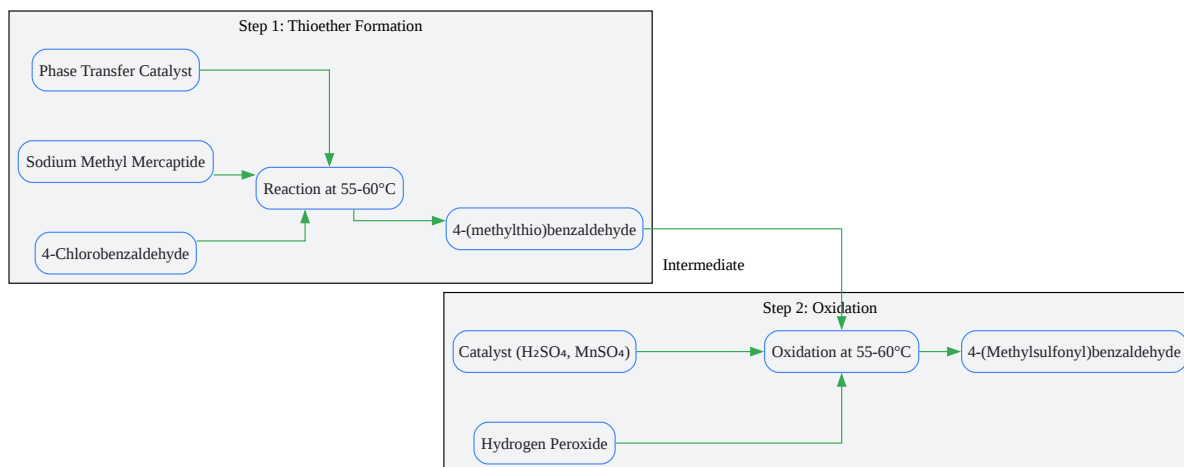 Step 1: Thioether Formation
Phase Transfer Catalyst
Sodium Methyl Mercaptide
Reaction at 55-60°C
4-Chlorobenzaldehyde
4-(methylthio)benzaldehyde
Intermediate
Step 2: Oxidation
Catalyst (H₂SO₄, MnSO₄)
Oxidation at 55-60°C
4-(Methylsulfonyl)benzaldehyde
Hydrogen Peroxide